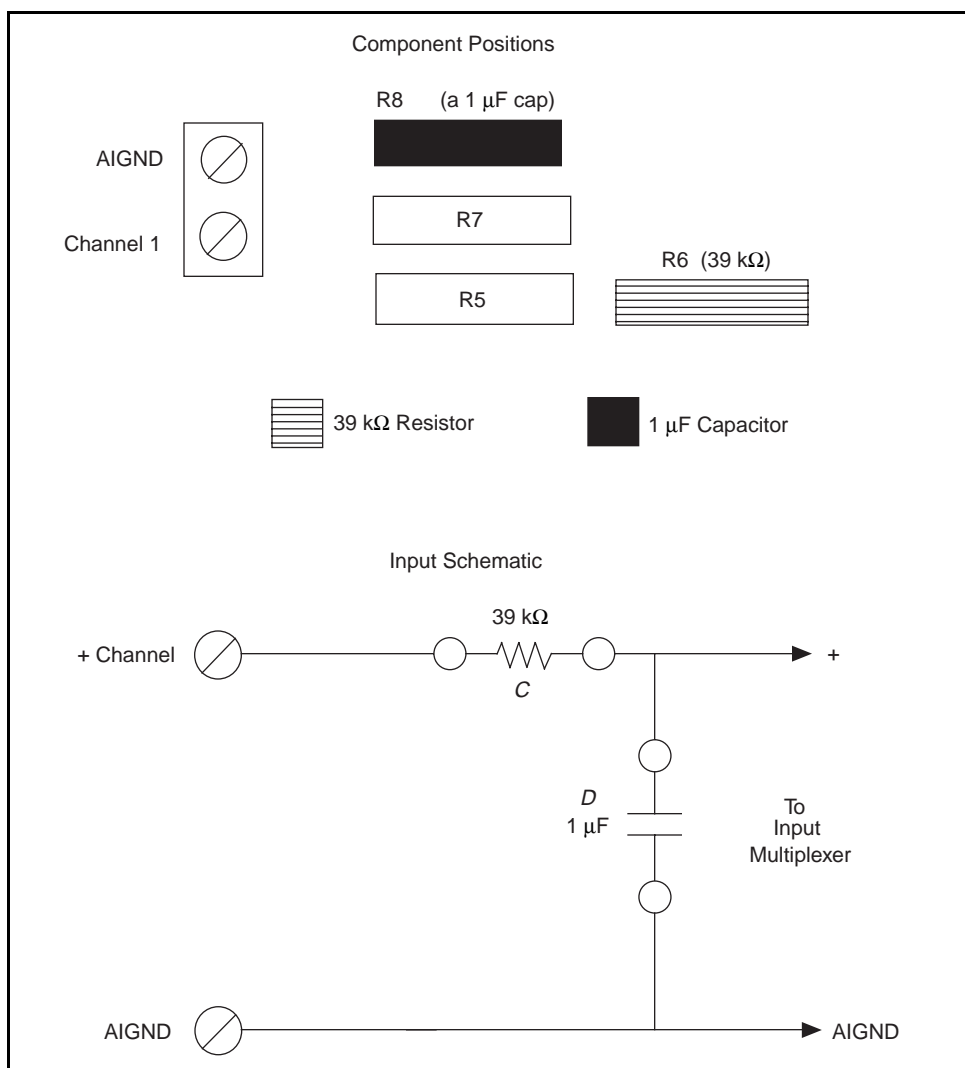 Component Positions
R8 (a 1 μF cap)
AIGND
R7
Channel 1
R6 (39 kΩ)
R5
39 kΩ Resistor
1 μF Capacitor
Input Schematic
39 kΩ
+ Channel
+
C
D
1 μF
To
Input
Multiplexer
AIGND
AIGND